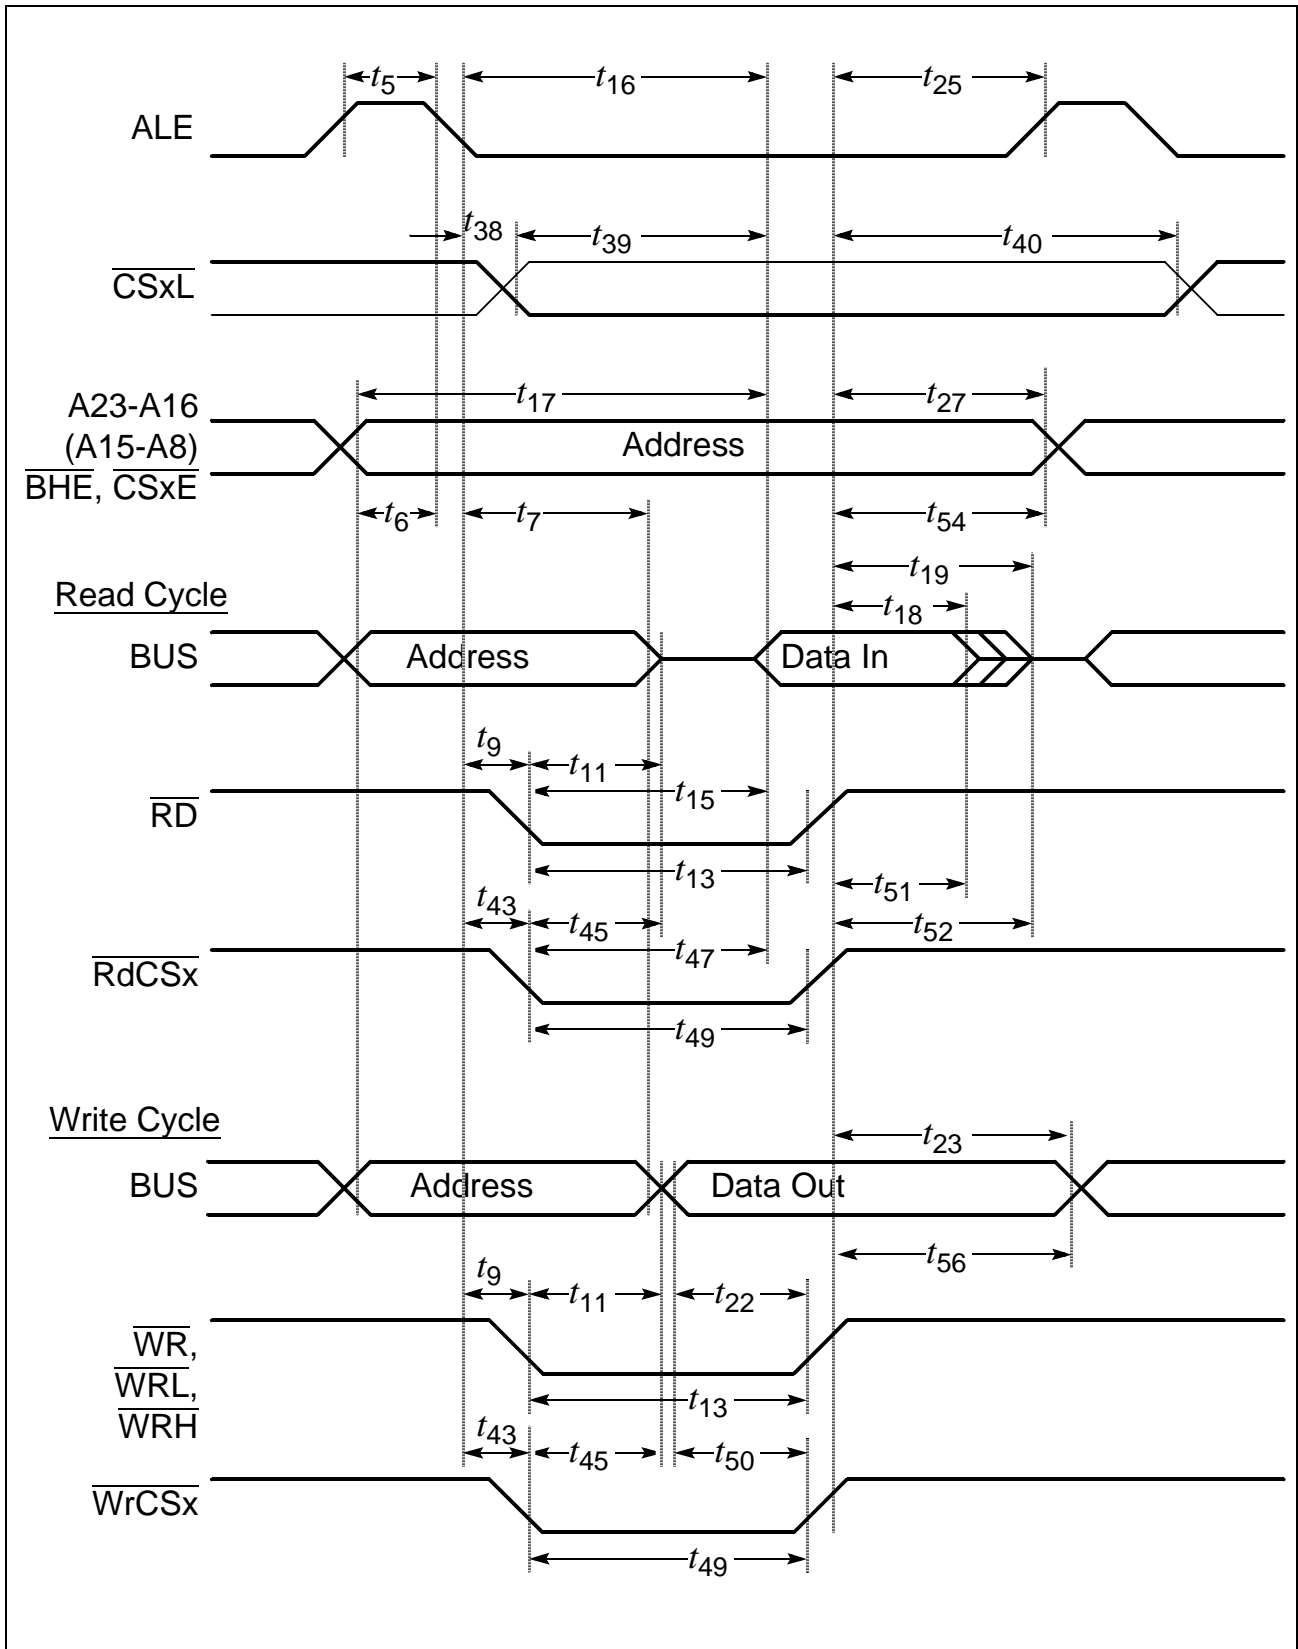 t5 t16 t25
ALE
t38 t39 t40
CSxL
t17 t27
A23-A16
(A15-A8)
BHE, CSxE
Address
t6 t7 t54
t19
Read Cycle
t18
BUS Address Data In
t9 t11
t15
RD
t13
t51
t43 t45 t52
t47
RdCSx
t49
Write Cycle
t23
BUS Address Data Out
t56
t9 t11 t22
WR,
WRL,
WRH
t13
t43 t45 t50
WrCSx
t49